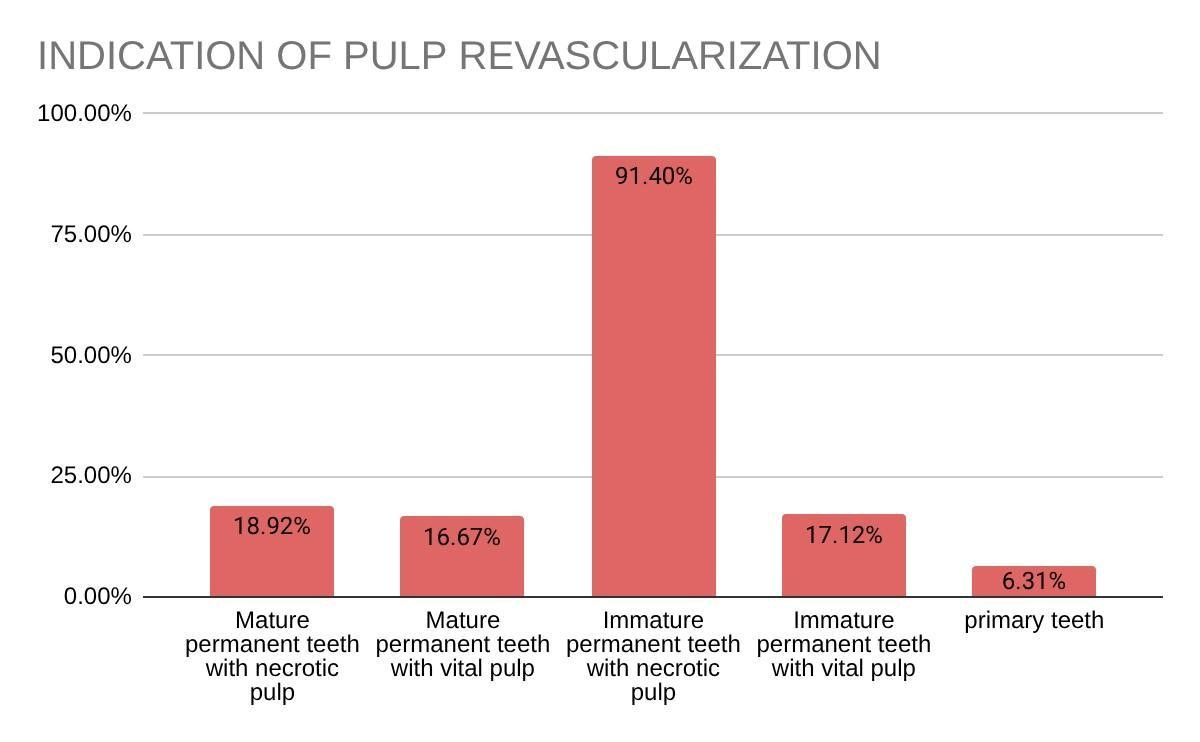 INDICATION OF PULP REVASCULARIZATION
100.00%
75.00%
50.00%
25.00%
0.00%
18.92%
16.67%
91.40%
17.12%
6.31%
Mature
permanent teeth
with necrotic
pulp
Mature
permanent teeth
with vital pulp
Immature
permanent teeth
with necrotic
pulp
Immature
permanent teeth
with vital pulp
primary teeth